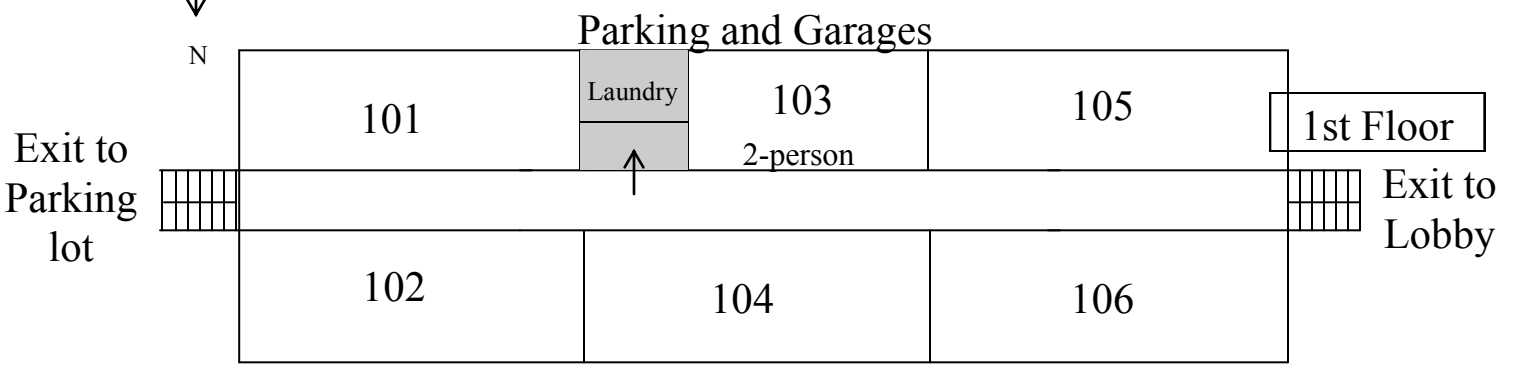 Parking and Garages
N
Laundry
101
103
105
1st Floor
2-person
Exit to
Parking
lot
Exit to
Lobby
102
104
106